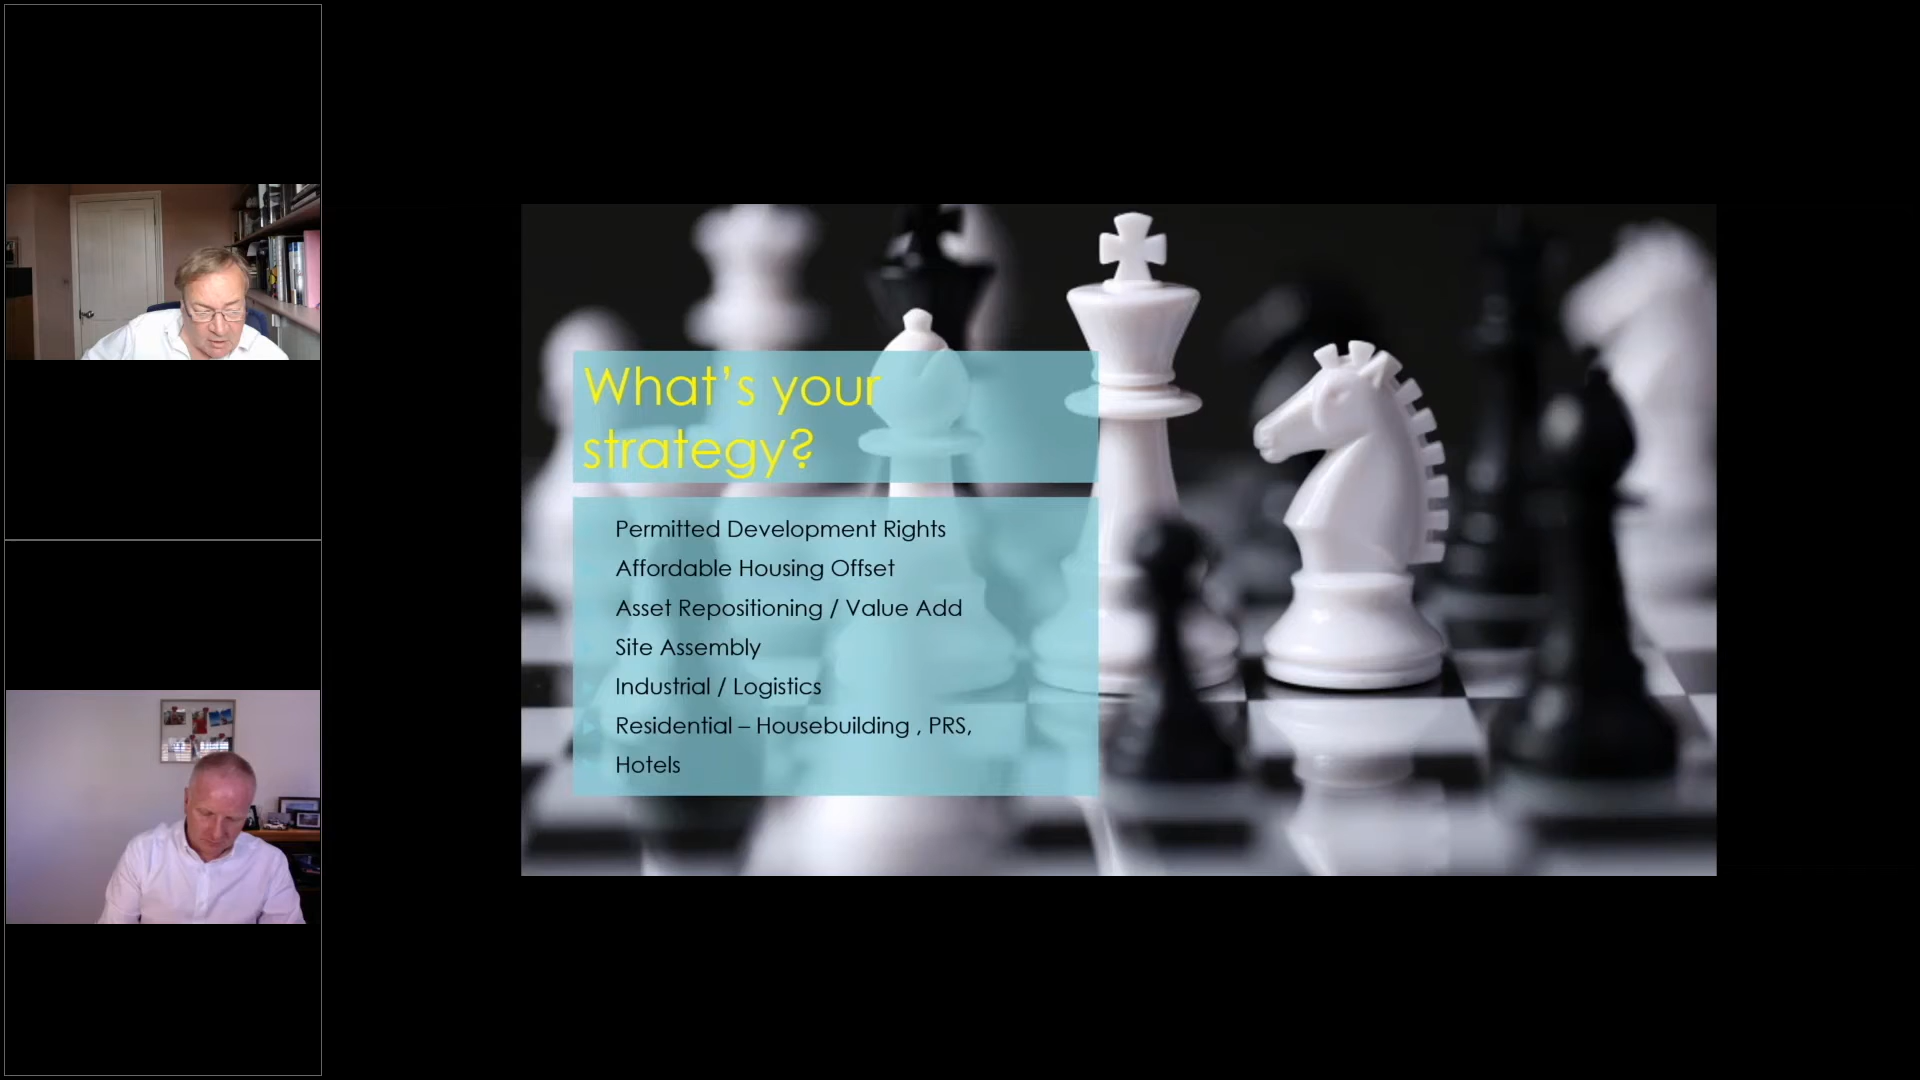 What's your
strategy?
Permitted Development Rights
Affordable Housing Offset
Asset Repositioning / Value Add
Site Assembly
Industrial / Logistics
Residential – Housebuilding , PRS,
Hotels